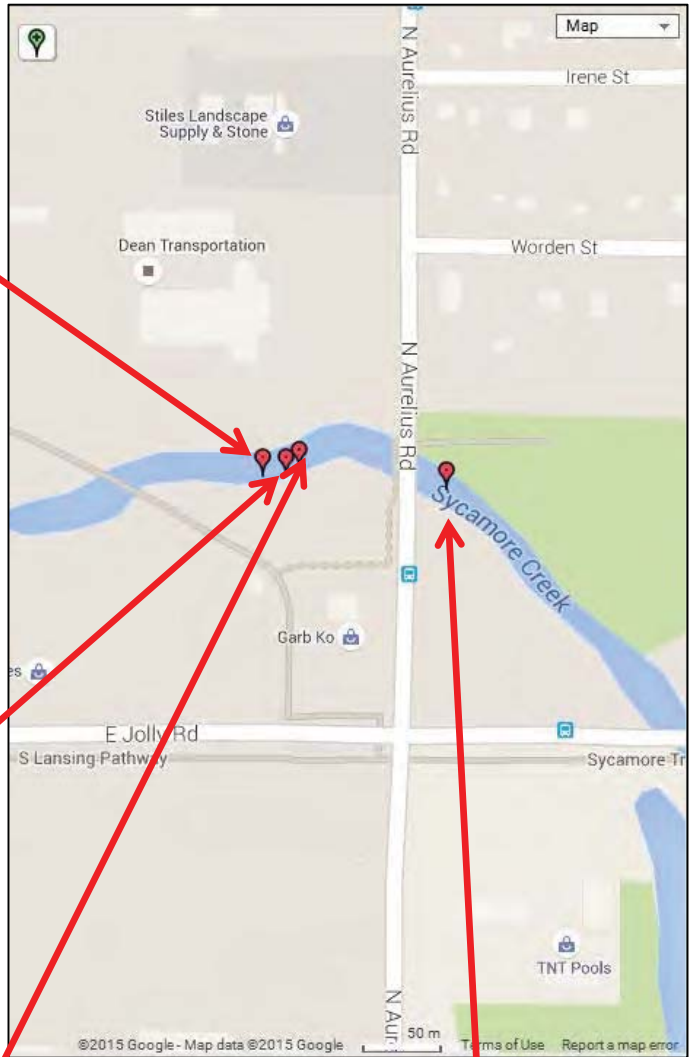 Map
N Aurelius Rd
Irene St
Stiles Landscape
Supply & Stone
Dean Transportation
Worden St
N Aurelius Rd
Sycamore Creek
Garb Ko
es
E Jolly Rd
S Lansing Pathway
Sycamore Tr
TNT Pools
N Aur
©2015 Google - Map data ©2015 Google
50 m
Terms of Use
Report a map error